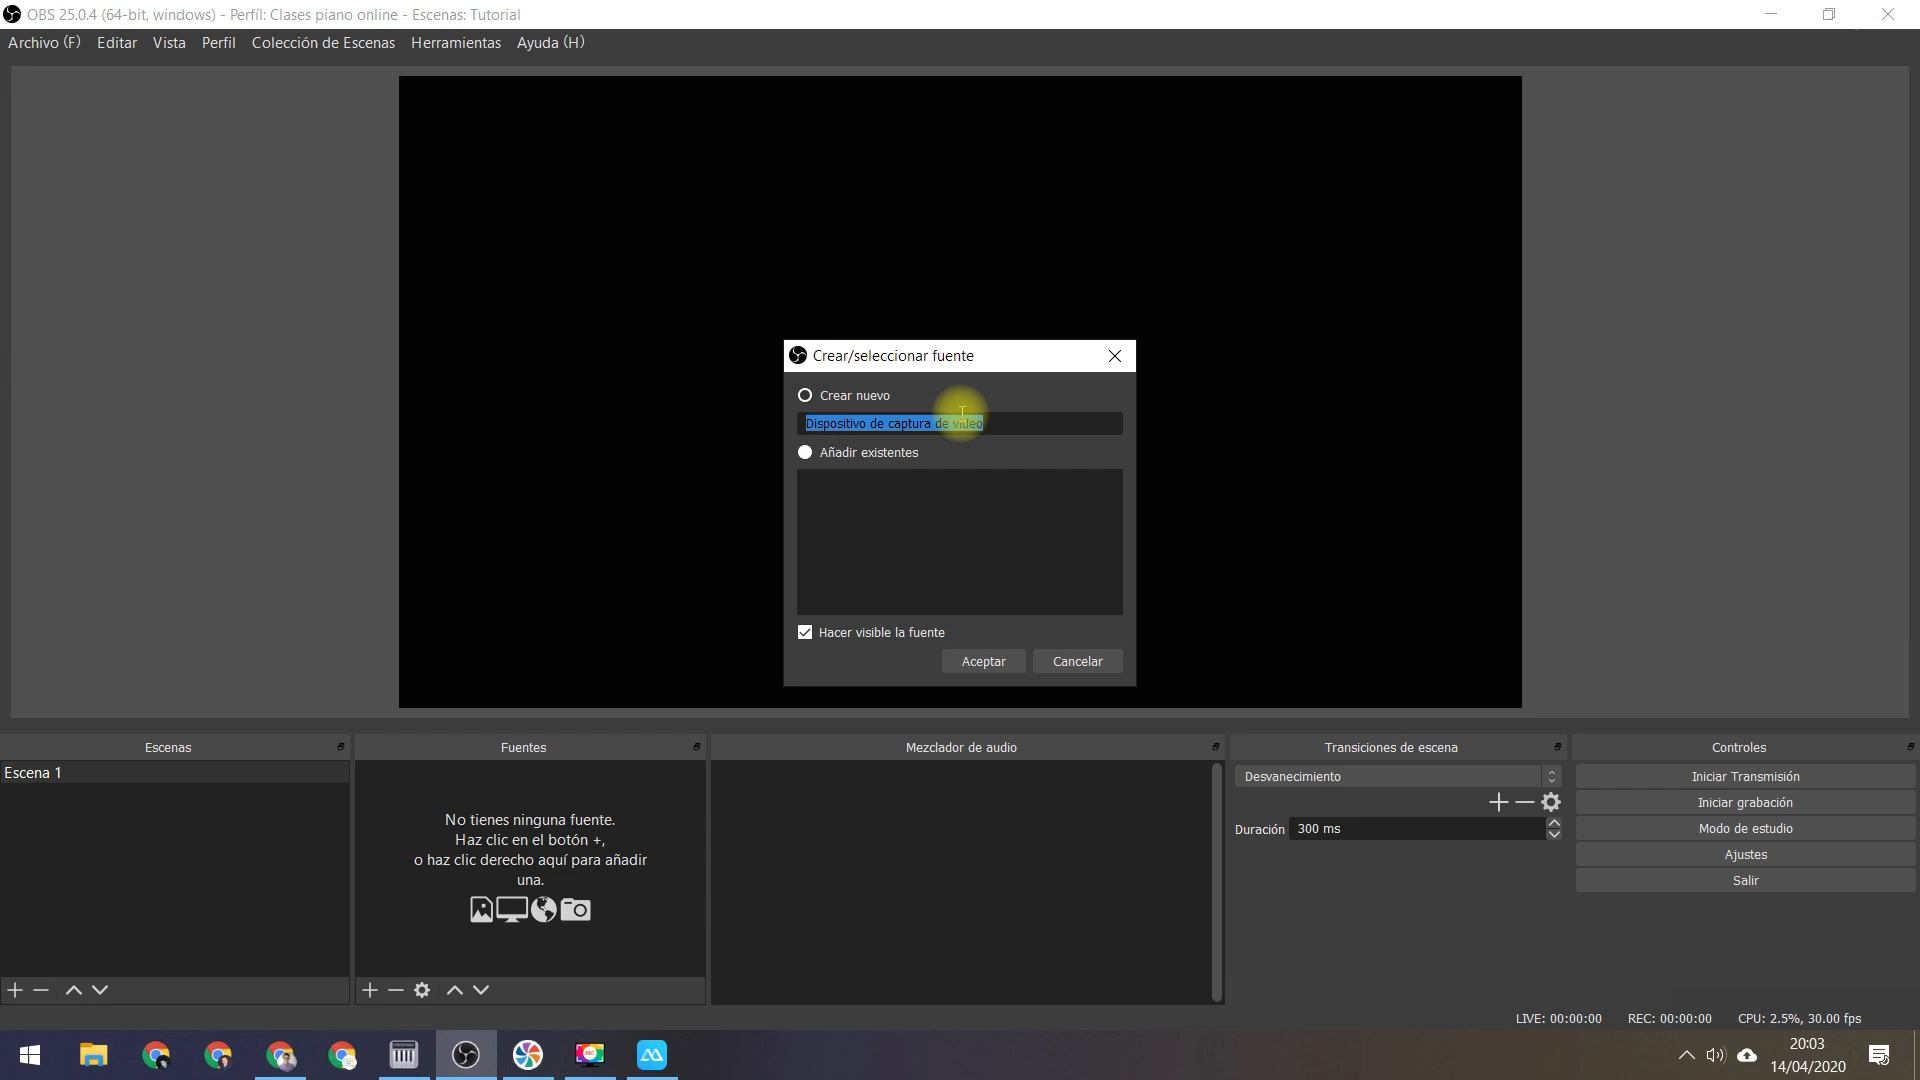 OBS 25.0.4 (64-bit, windows) - Perfil: Clases piano online - Escenas: Tutorial
Archivo (F) Editar Vista Perfil Colección de Escenas Herramientas Ayuda (H)
Crear/seleccionar fuente
Crear nuevo
Dispositivo de captura de vídeo
Añadir existentes
Hacer visible la fuente
Aceptar Cancelar
Escenas
Escena 1
Fuentes
No tienes ninguna fuente.
Haz clic en el botón +,
o haz clic derecho aquí para añadir
una.
Mezclador de audio
Transiciones de escena
Desvanecimiento
Duración 300 ms
Controles
Iniciar Transmisión
Iniciar grabación
Modo de estudio
Ajustes
Salir
LIVE: 00:00:00 REC: 00:00:00 CPU: 2.5%, 30.00 fps
20:03
14/04/2020